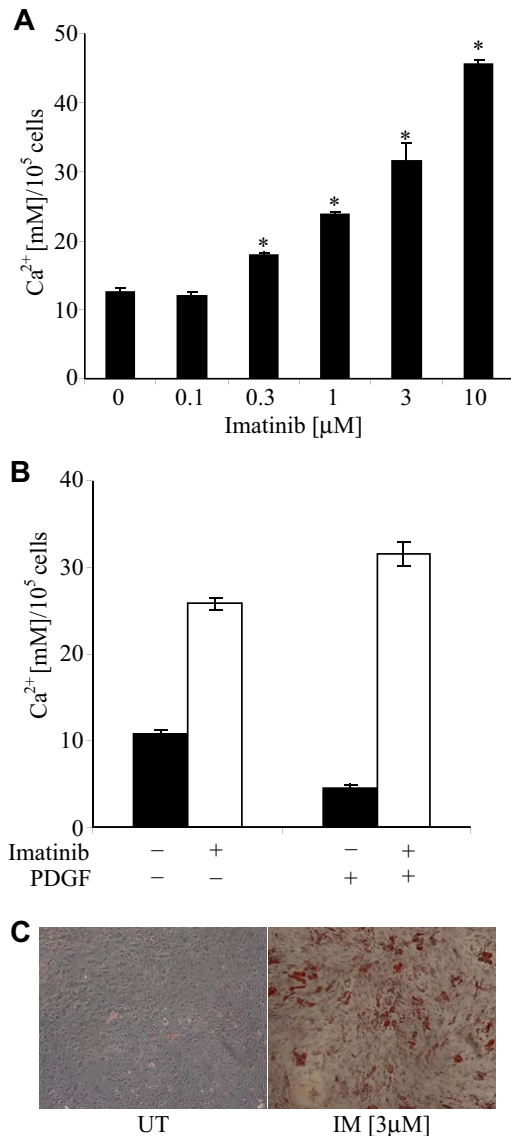 A
Ca²⁺ [mM]/10⁵ cells
50
40
30
20
10
0
* * * *
0 0.1 0.3 1 3 10
Imatinib [μM]
B
Ca²⁺ [mM]/10⁵ cells
40
30
20
10
0
Imatinib − + − +
PDGF − − + +
C
UT IM [3μM]